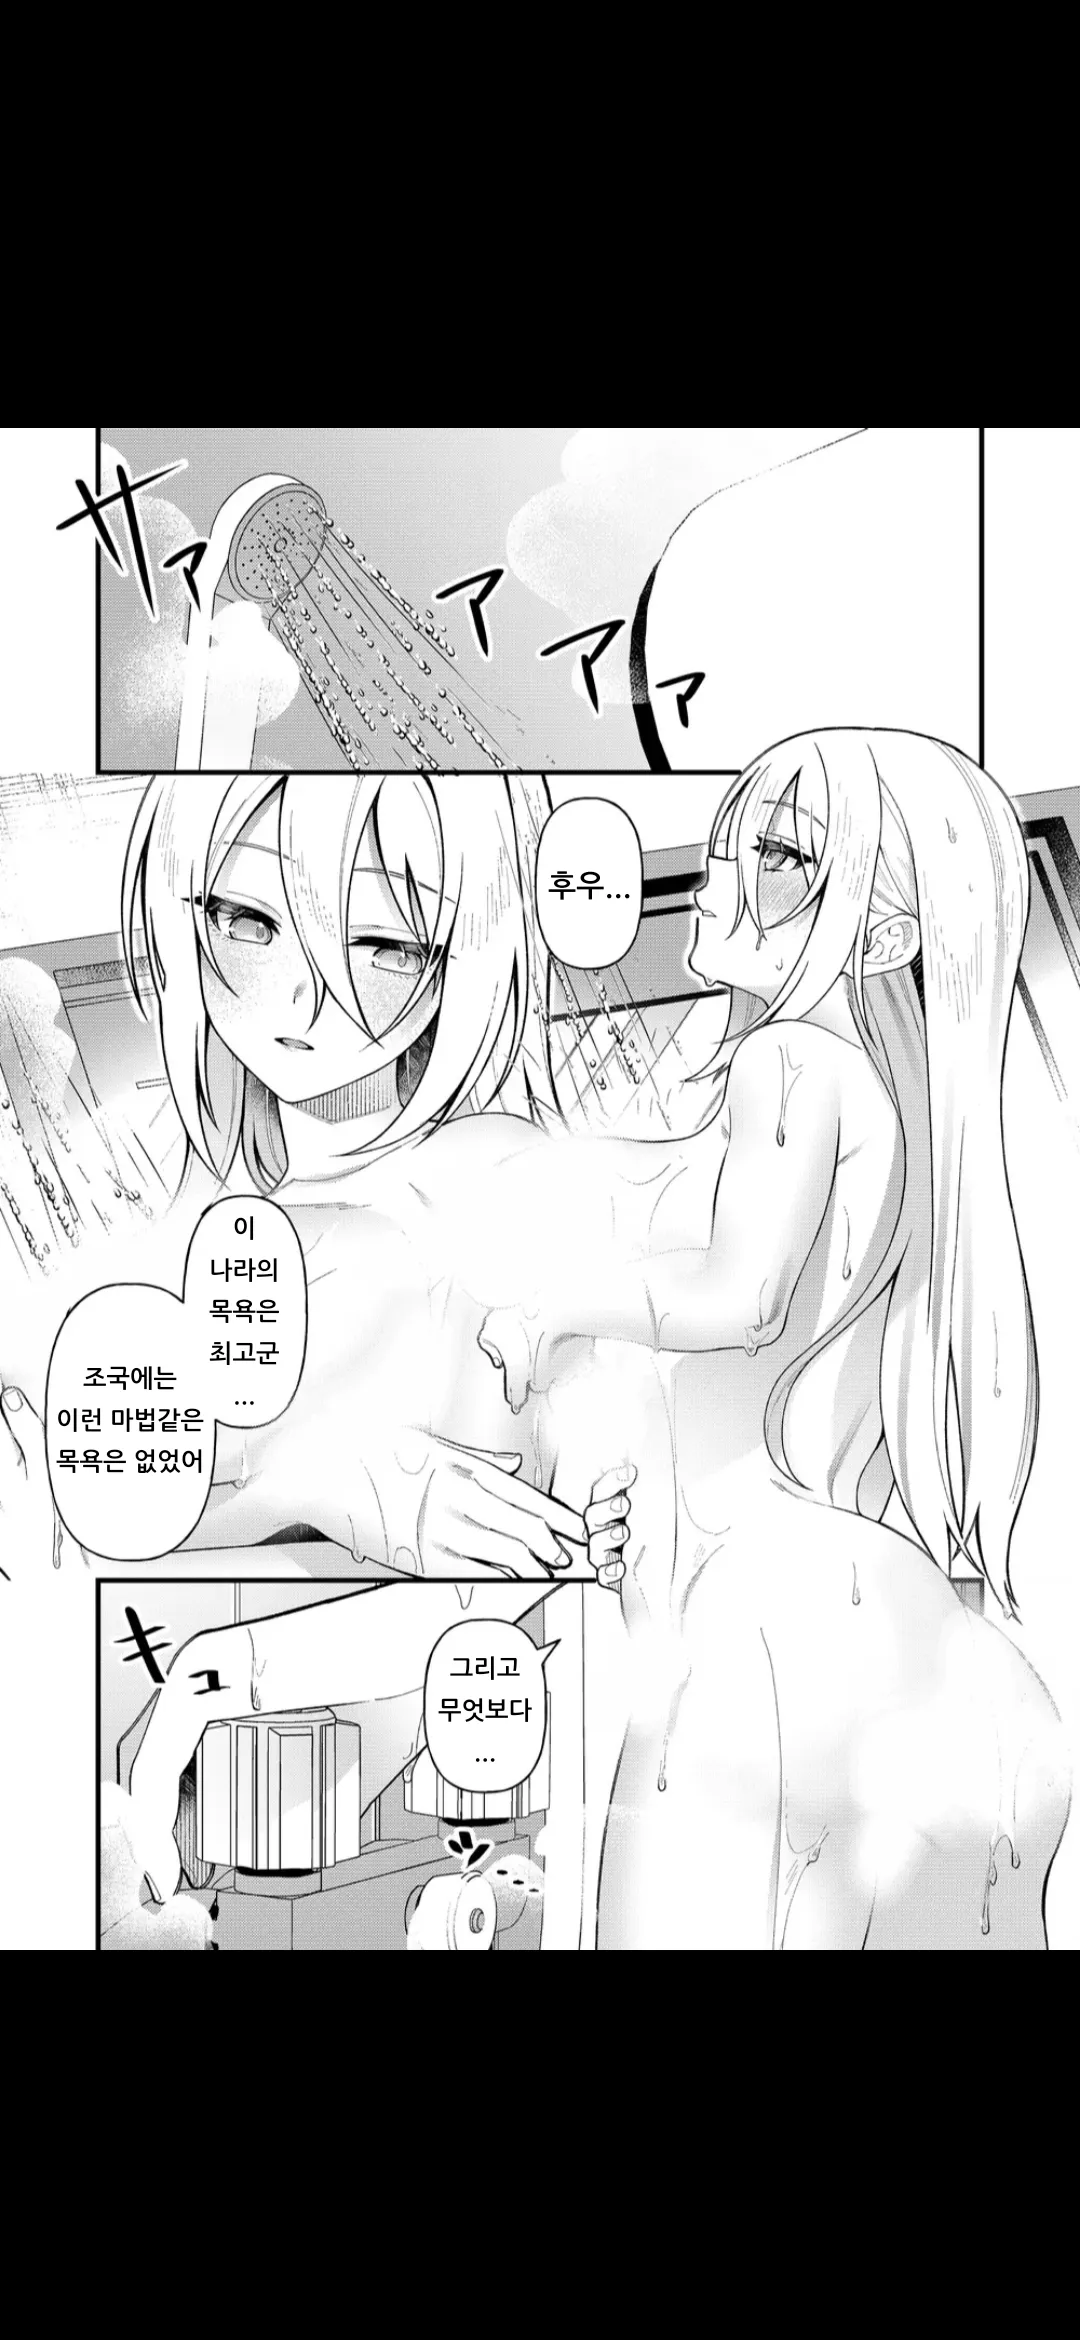 ザァァァァ
후우...
이
나라의
목욕은
최고군
...
조국에는
이런 마법같은
목욕은 없었어
キュッ
그리고
무엇보다
...